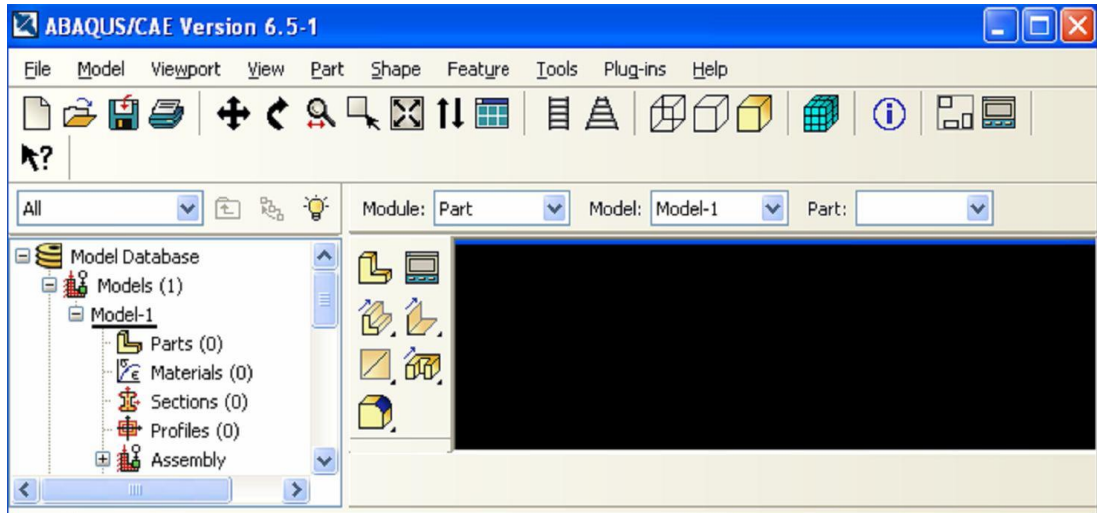 ABAQUS/CAE Version 6.5-1
File Model Viewport View Part Shape Feature Tools Plug-ins Help
All Module: Part Model: Model-1 Part:
Model Database
Models (1)
Model-1
Parts (0)
Materials (0)
Sections (0)
Profiles (0)
Assembly